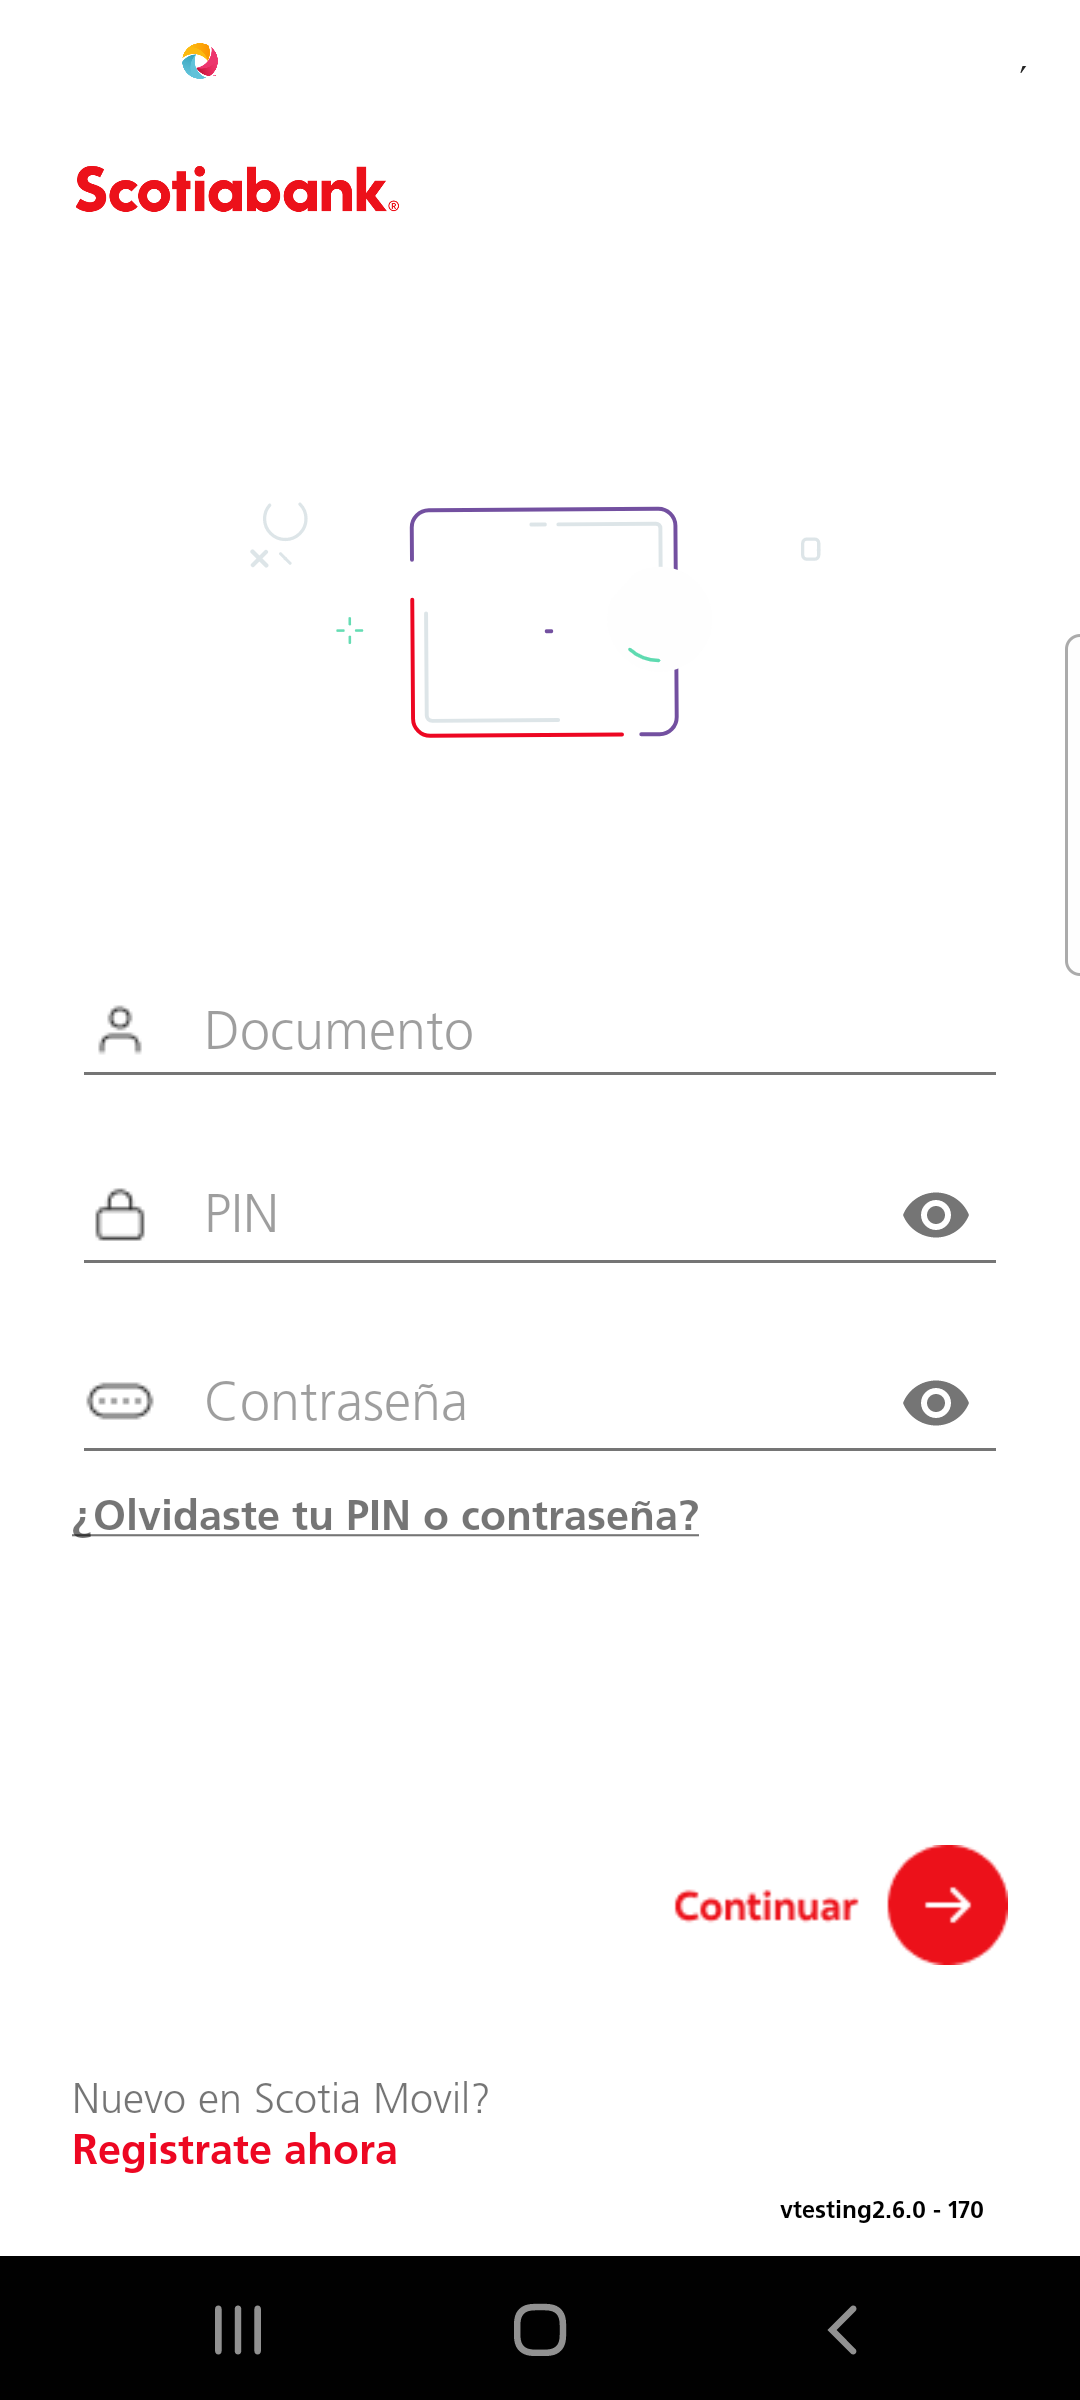 Scotiabank®
Documento
PIN
Contraseña
¿Olvidaste tu PIN o contraseña?
Continuar
Nuevo en Scotia Movil?
Registrate ahora
vtesting2.6.0 - 170